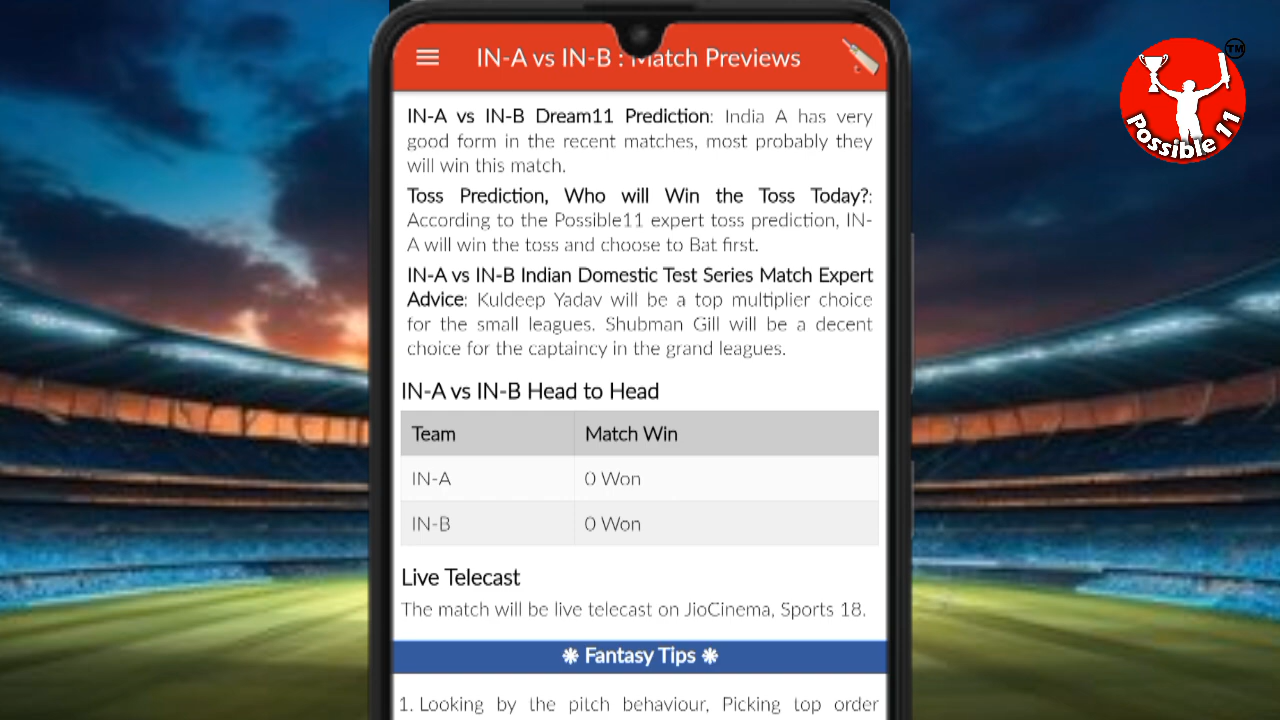 IN-A vs IN-B : Match Previews
IN-A vs IN-B Dream11 Prediction: India A has very
good form in the recent matches, most probably they
will win this match.
Toss Prediction, Who will Win the Toss Today?:
According to the Possible11 expert toss prediction, IN-
A will win the toss and choose to Bat first.
IN-A vs IN-B Indian Domestic Test Series Match Expert
Advice: Kuldeep Yadav will be a top multiplier choice
for the small leagues. Shubman Gill will be a decent
choice for the captaincy in the grand leagues.
IN-A vs IN-B Head to Head
Team Match Win
IN-A 0 Won
IN-B 0 Won
Live Telecast
The match will be live telecast on JioCinema, Sports 18.
❋ Fantasy Tips ❋
1. Looking by the pitch behaviour, Picking top order
TM
Possible 11